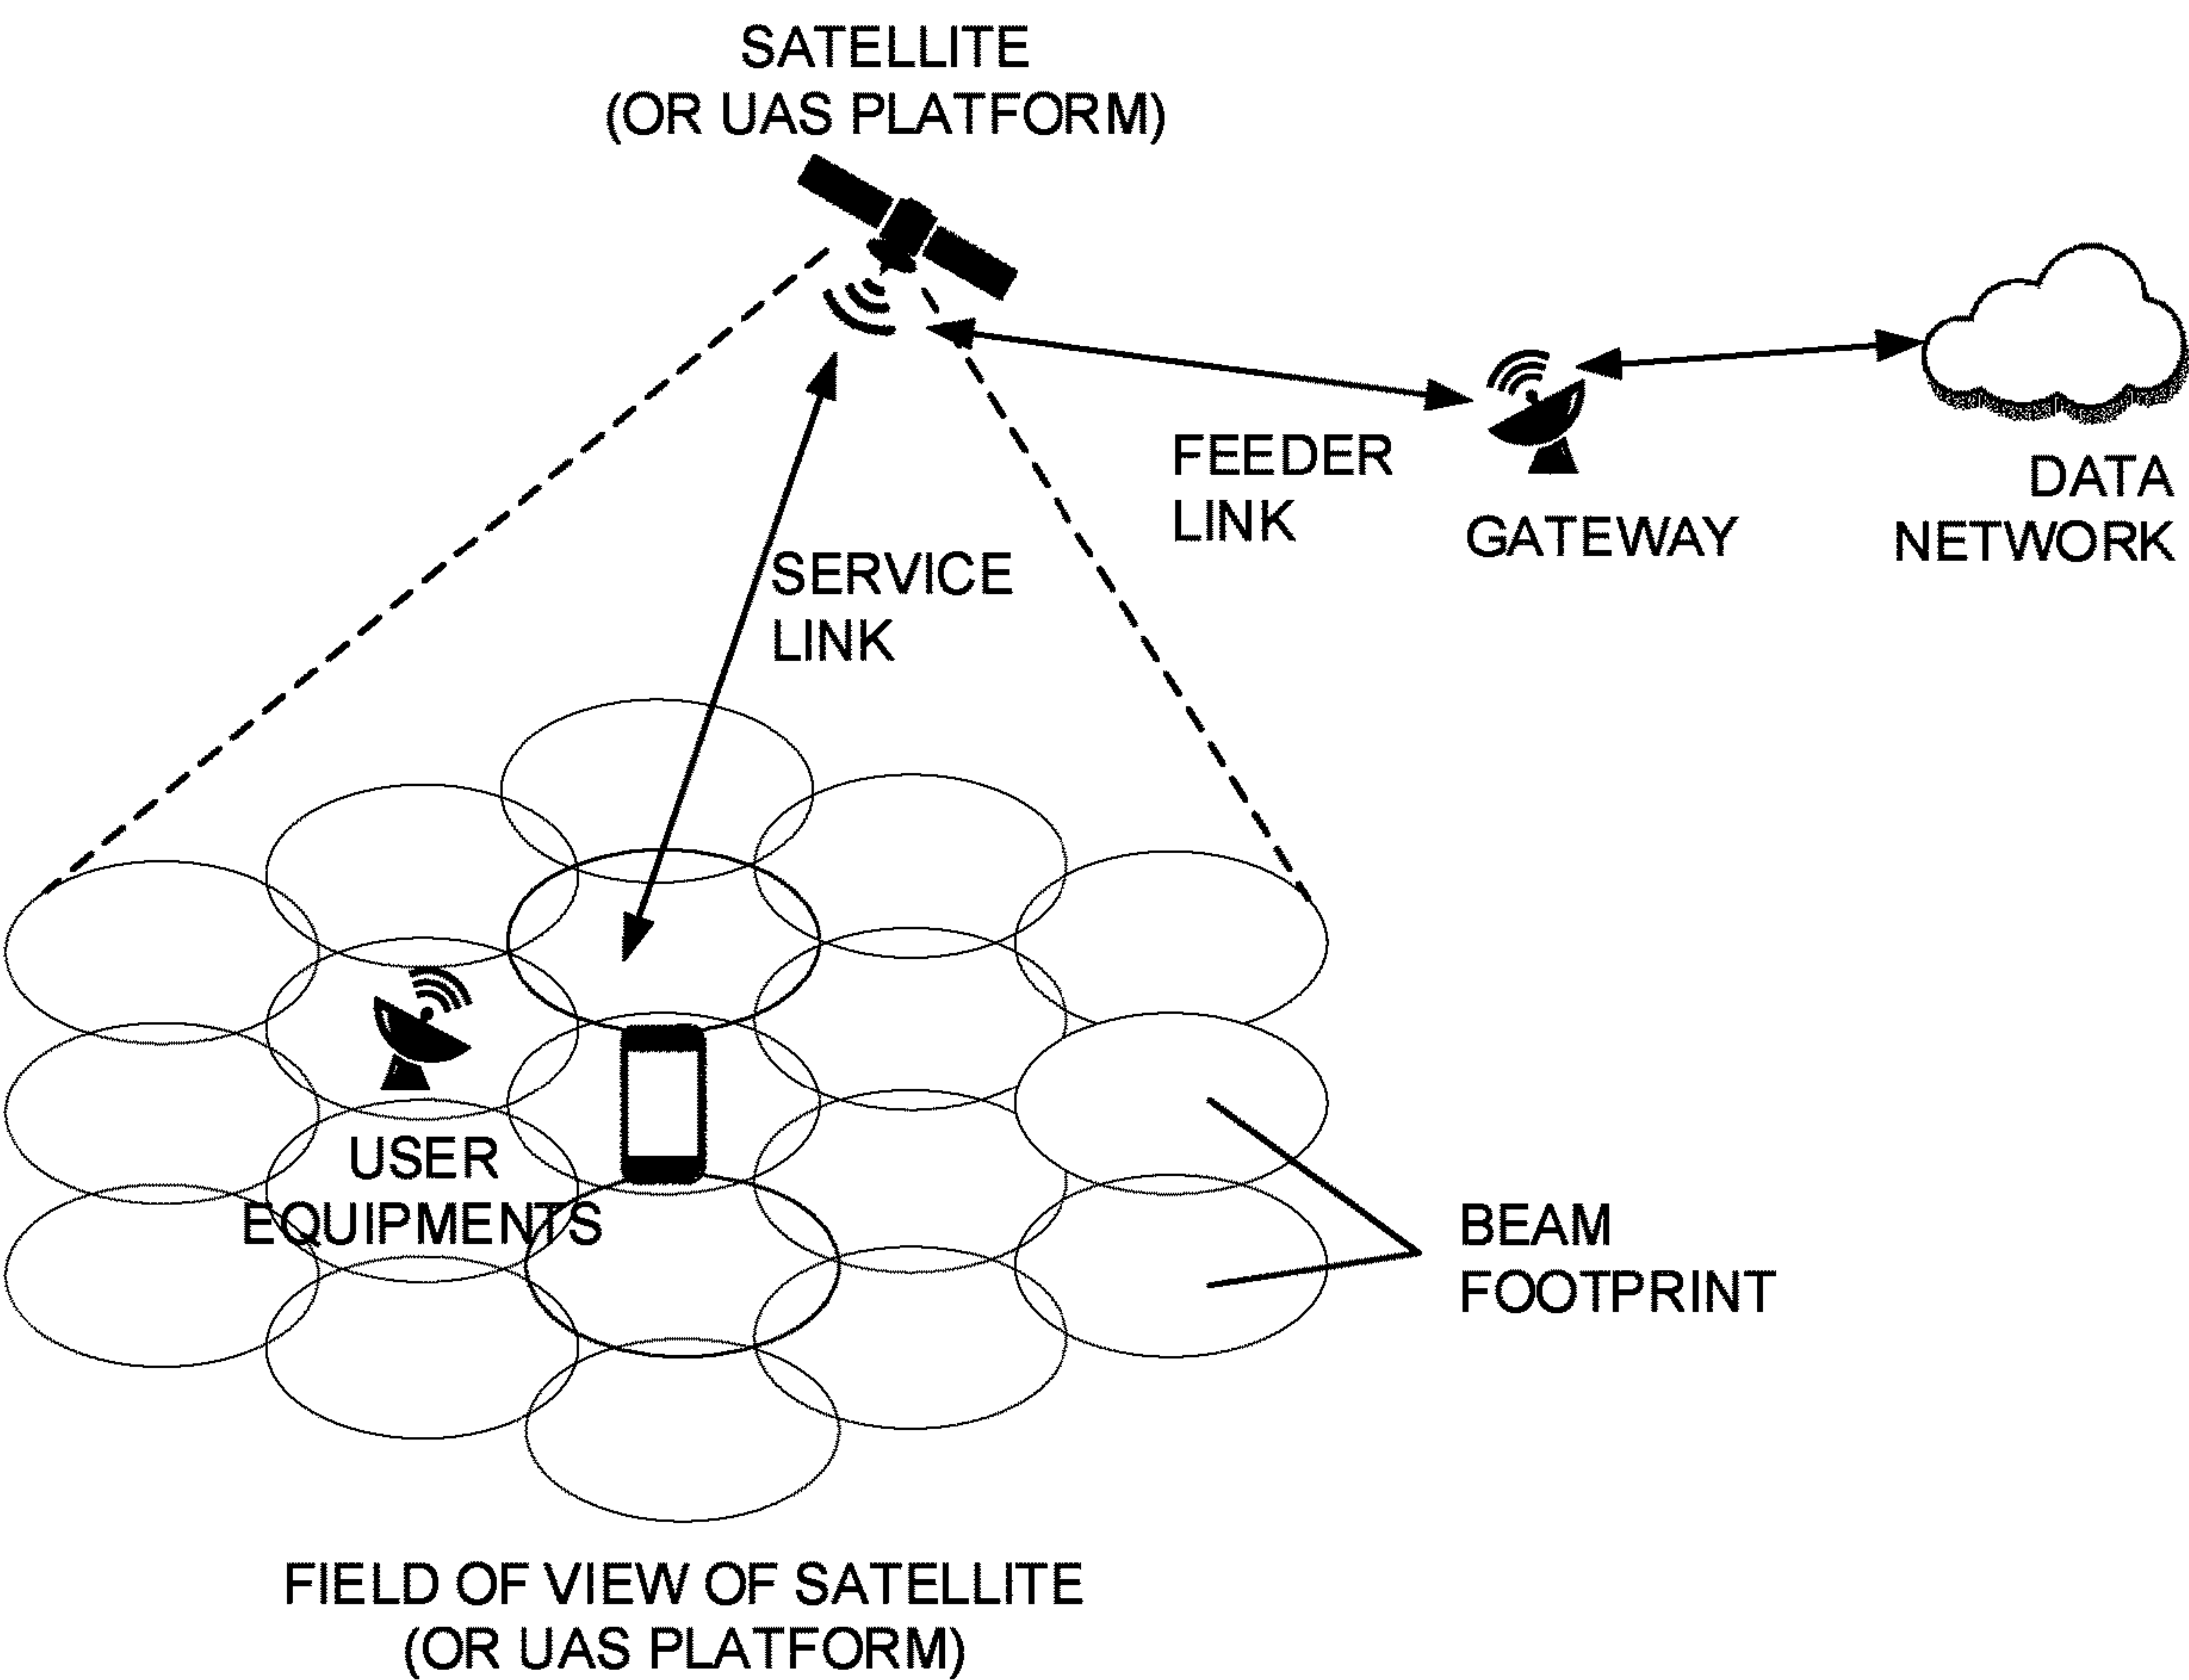 SATELLITE
(OR UAS PLATFORM)
FEEDER
LINK
GATEWAY
DATA
NETWORK
SERVICE
LINK
USER
EQUIPMENTS
BEAM
FOOTPRINT
FIELD OF VIEW OF SATELLITE
(OR UAS PLATFORM)